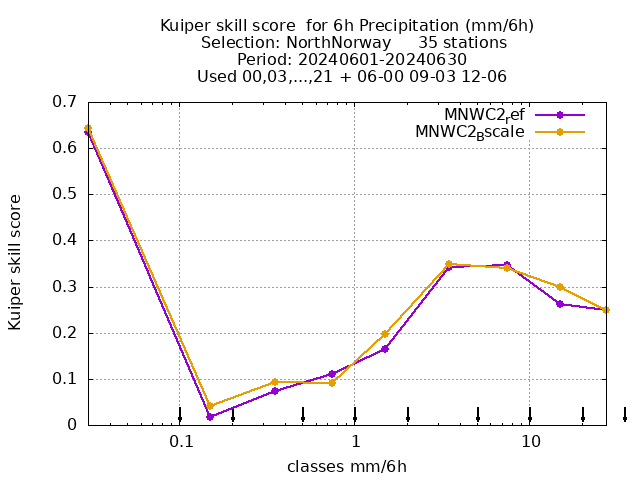 Kuiper skill score  for 6h Precipitation (mm/6h)
Selection: NorthNorway     35 stations
Period: 20240601-20240630
Used 00,03,...,21 + 06-00 09-03 12-06
MNWC2ref
MNWC2Bscale
0.7
0.6
0.5
0.4
0.3
0.2
0.1
0
Kuiper skill score
0.1
1
10
classes mm/6h